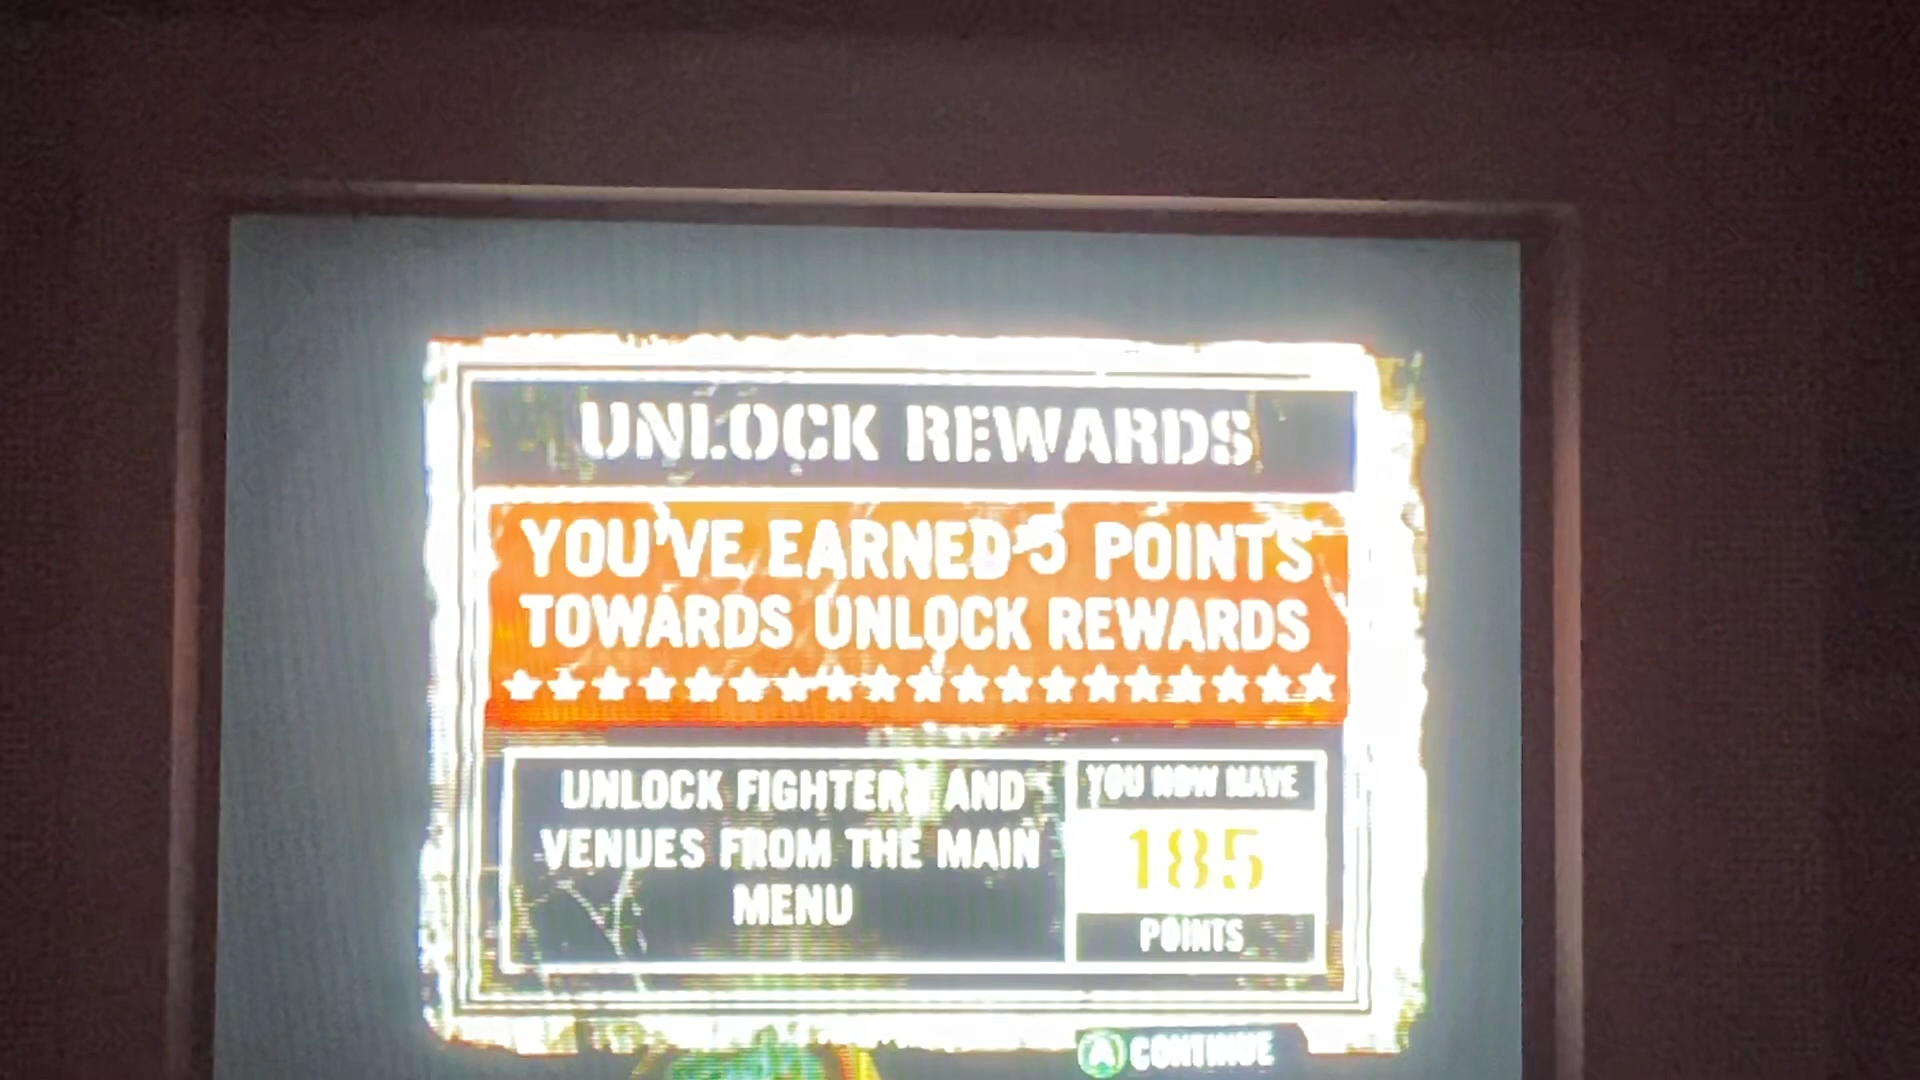 UNLOCK REWARDS
YOU'VE EARNED 5 POINTS
TOWARDS UNLOCK REWARDS
UNLOCK FIGHTERS AND
VENUES FROM THE MAIN
MENU
YOU NOW HAVE
185
POINTS
A CONTINUE